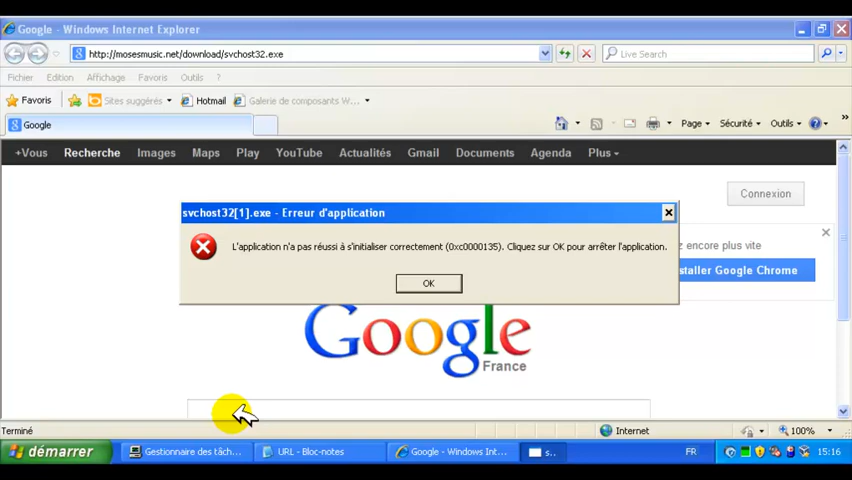 Google - Windows Internet Explorer
http://mosesmusic.net/download/svchost32.exe
Live Search
Fichier Edition Affichage Favoris Outils ?
Favoris Sites suggérés Hotmail Galerie de composants W...
Google
Page Sécurité Outils
+Vous Recherche Images Maps Play YouTube Actualités Gmail Documents Agenda Plus
Connexion
svchost32[1].exe - Erreur d'application
L'application n'a pas réussi à s'initialiser correctement (0xc0000135). Cliquez sur OK pour arrêter l'application.
encore plus vite
staller Google Chrome
OK
Google
France
Terminé Internet 100%
démarrer Gestionnaire des tâch... URL - Bloc-notes Google - Windows Int... s.. FR 15:16